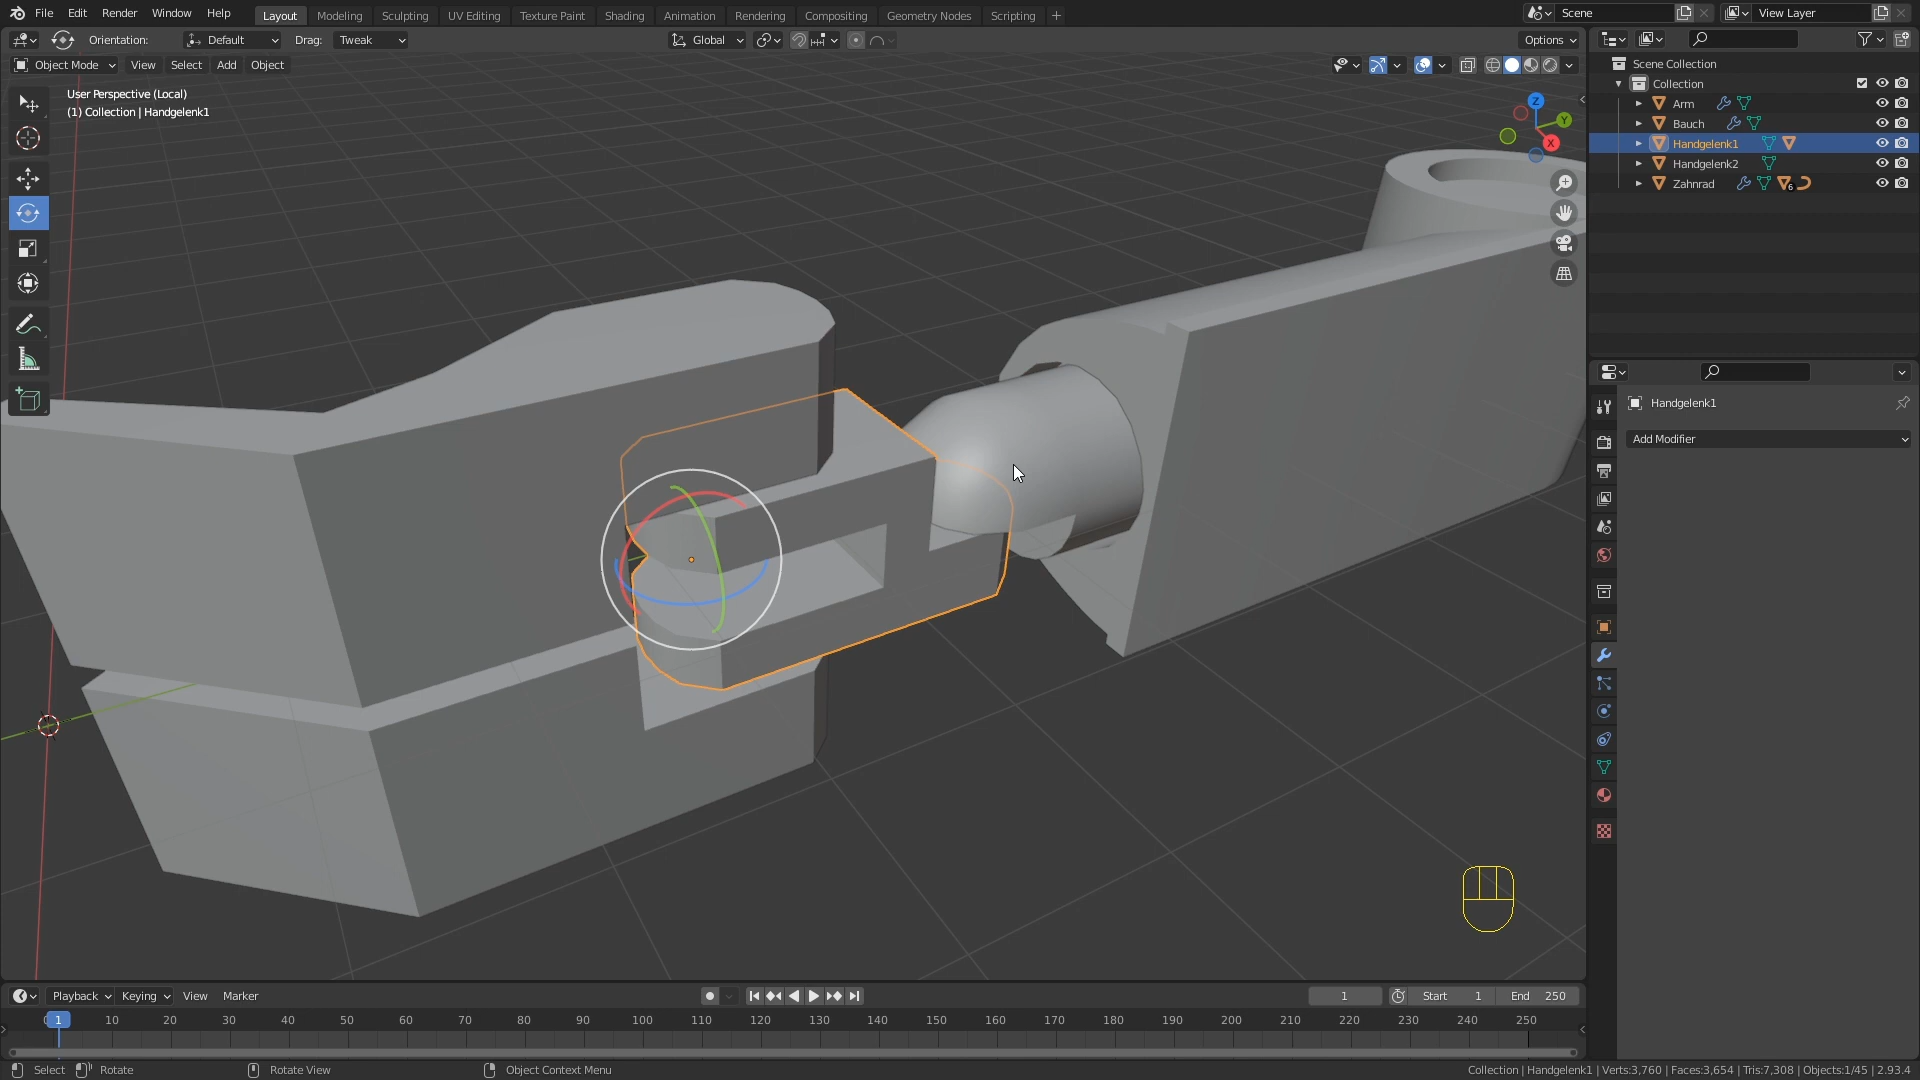 File Edit Render Window Help
Layout Modeling Sculpting UV Editing Texture Paint Shading Animation Rendering Compositing Geometry Nodes Scripting +
Scene
View Layer
Orientation: Default Drag: Tweak
Global
Options
Object Mode View Select Add Object
User Perspective (Local)
(1) Collection | Handgelenk1
Z
Y
X
Scene Collection
Collection
Arm
Bauch
Handgelenk1
Handgelenk2
Zahnrad 6
Handgelenk1
Add Modifier
Playback Keying View Marker
1 Start 1 End 250
0 1 10 20 30 40 50 60 70 80 90 100 110 120 130 140 150 160 170 180 190 200 210 220 230 240 250
Select Rotate Rotate View Object Context Menu
Collection | Handgelenk1 | Verts:3,760 | Faces:3,654 | Tris:7,308 | Objects:1/45 | 2.93.4